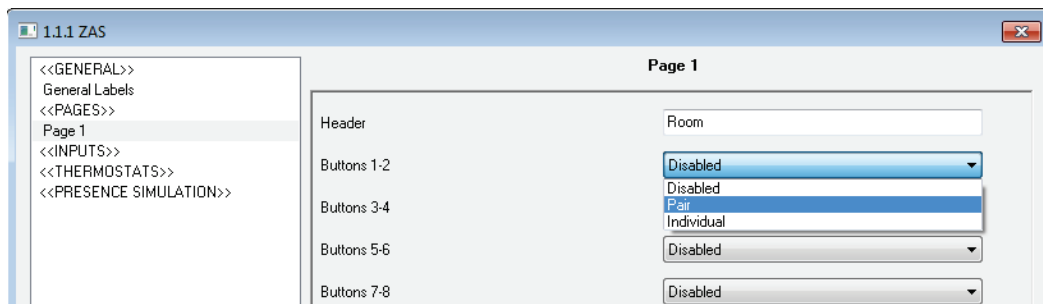 1.1.1 ZAS
<<GENERAL>>
General Labels
<<PAGES>>
Page 1
<<INPUTS>>
<<THERMOSTATS>>
<<PRESENCE SIMULATION>>
Page 1
Header Room
Buttons 1-2 Disabled
Disabled
Pair
Individual
Buttons 3-4
Buttons 5-6 Disabled
Buttons 7-8 Disabled